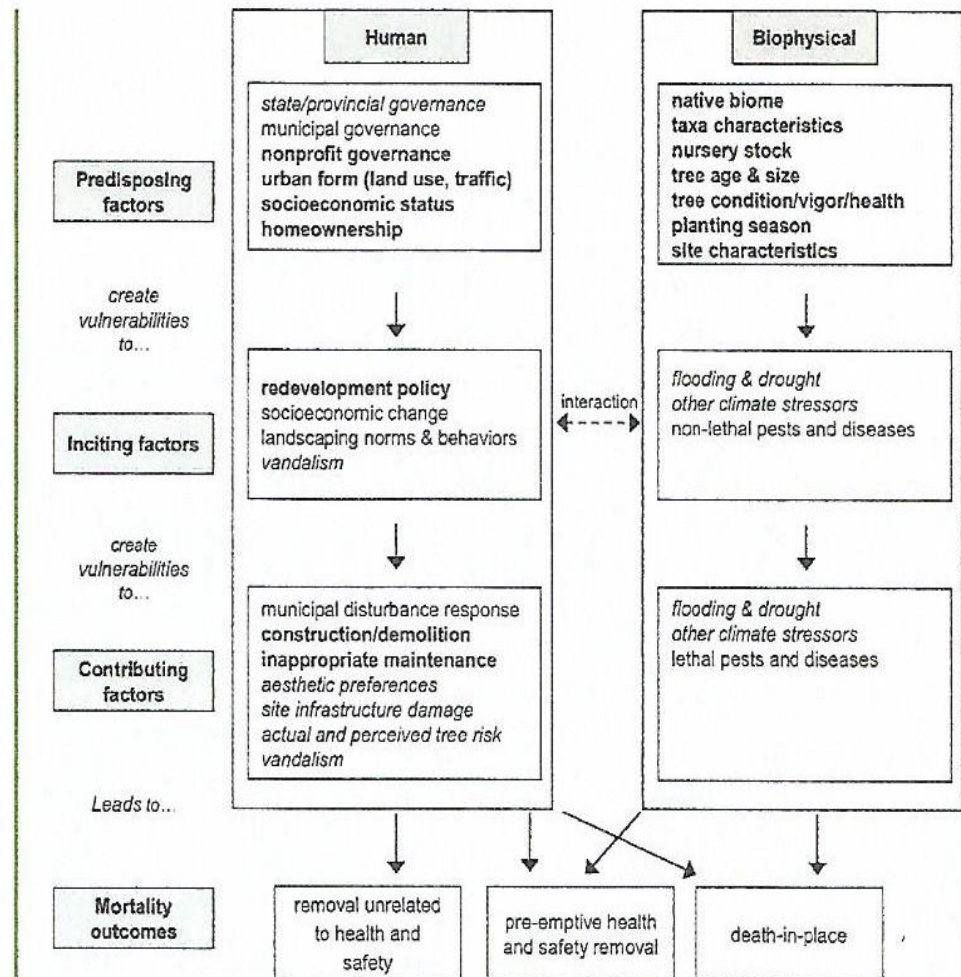 Human
Biophysical
Predisposing
factors
state/provincial governance
municipal governance
nonprofit governance
urban form (land use, traffic)
socioeconomic status
homeownership
native biome
taxa characteristics
nursery stock
tree age & size
tree condition/vigor/health
planting season
site characteristics
create
vulnerabilities
to...
Inciting factors
redevelopment policy
socioeconomic change
landscaping norms & behaviors
vandalism
interaction
flooding & drought
other climate stressors
non-lethal pests and diseases
create
vulnerabilities
to...
Contributing
factors
municipal disturbance response
construction/demolition
inappropriate maintenance
aesthetic preferences
site infrastructure damage
actual and perceived tree risk
vandalism
flooding & drought
other climate stressors
lethal pests and diseases
Leads to...
Mortality
outcomes
removal unrelated
to health and
safety
pre-emptive health
and safety removal
death-in-place